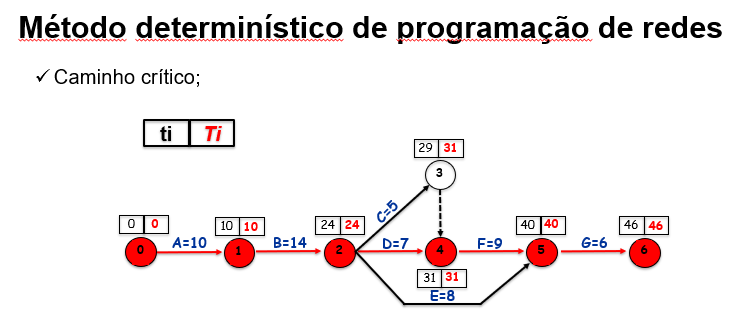 Método determinístico de programação de redes
✓ Caminho crítico;
ti Ti
29 31
3
C=5
0 0
10 10
24 24
40 40
46 46
A=10
B=14
D=7
F=9
G=6
0
1
2
4
5
6
31 31
E=8